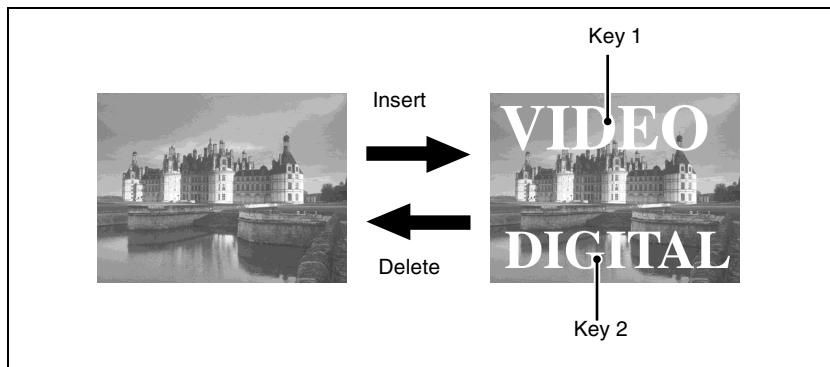 Key 1
Insert
VIDEO
DIGITAL
Delete
Key 2